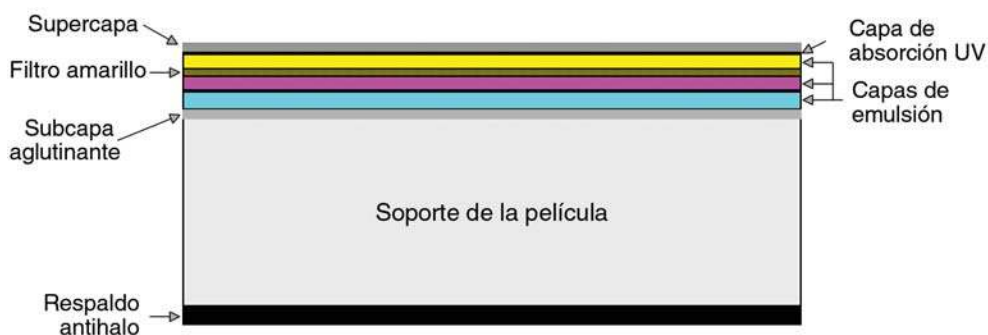 Supercapa
Filtro amarillo
Subcapa
aglutinante
Soporte de la película
Respaldo
antihalo
Capa de
absorción UV
Capas de
emulsión